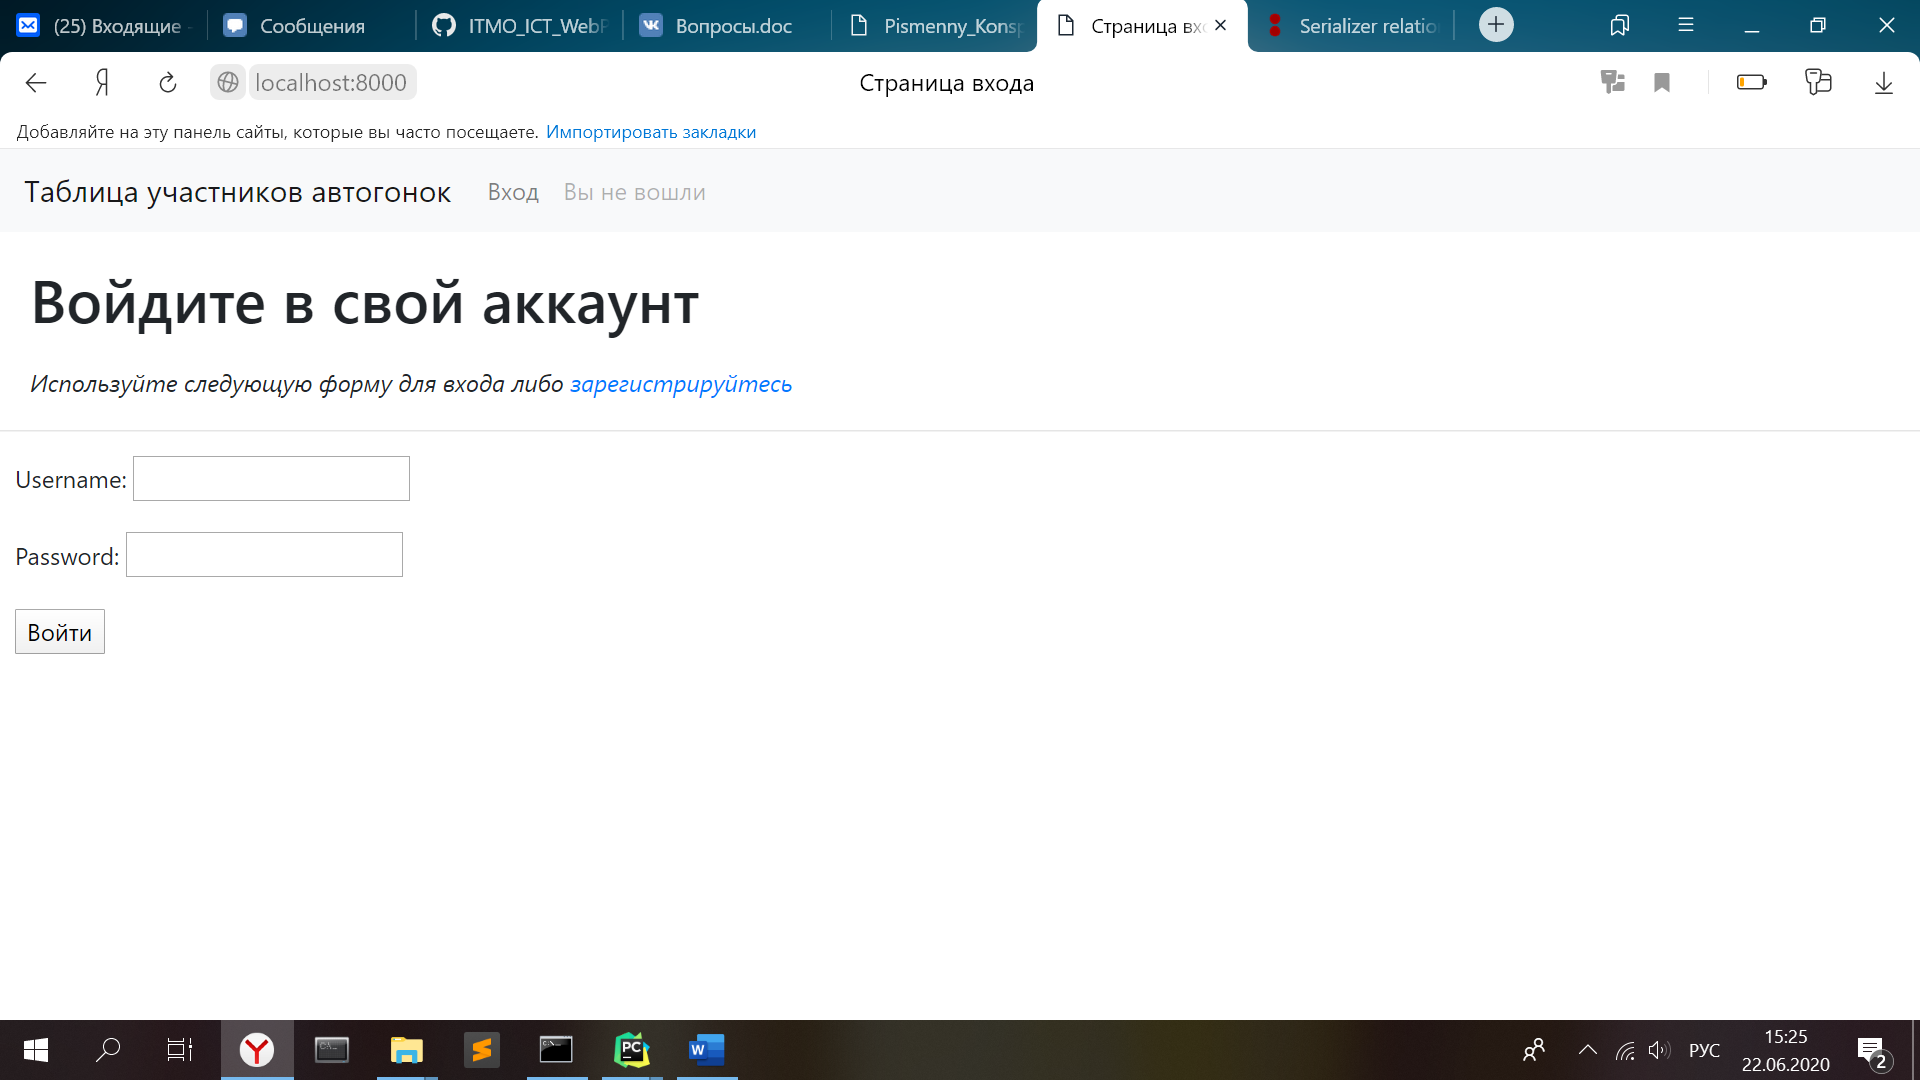 (25) Входящие
Сообщения
ITMO_ICT_WebP
Вопросы.doc
Pismenny_Konsp
Страница вхо
Serializer relatio
localhost:8000
Страница входа
Добавляйте на эту панель сайты, которые вы часто посещаете. Импортировать закладки
Таблица участников автогонок Вход Вы не вошли
Войдите в свой аккаунт
Используйте следующую форму для входа либо зарегистрируйтесь
Username:
Password:
Войти
РУС
15:25
22.06.2020
2